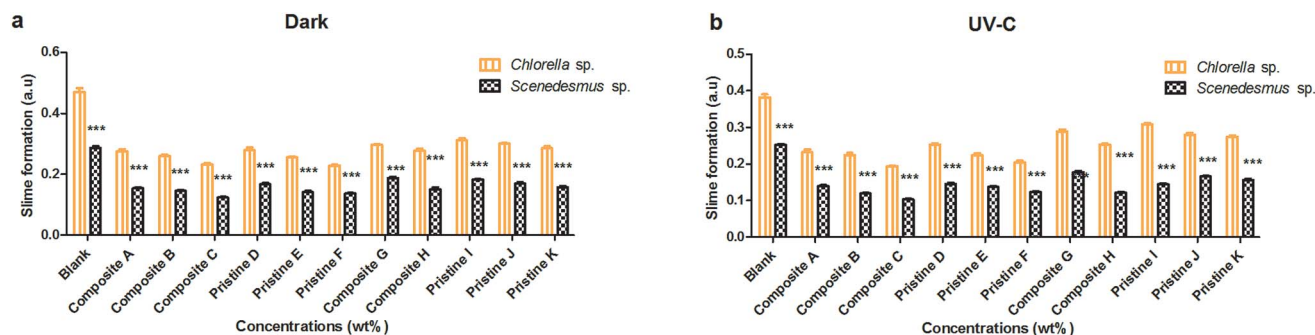 a
Dark
0.6
0.4
0.2
0.0
Slime formation (a.u)
Chlorella sp.
Scenedesmus sp.
***
***
***
***
***
***
***
***
***
***
***
***
Blank
Composite A
Composite B
Composite C
Pristine D
Pristine E
Pristine F
Composite G
Composite H
Pristine I
Pristine J
Pristine K
Concentrations (wt%)
b
UV-C
0.5
0.4
0.3
0.2
0.1
0.0
Slime formation (a.u)
Chlorella sp.
Scenedesmus sp.
***
***
***
***
***
***
***
***
***
***
***
Blank
Composite A
Composite B
Composite C
Pristine D
Pristine E
Pristine F
Composite G
Composite H
Pristine I
Pristine J
Pristine K
Concentrations (wt%)